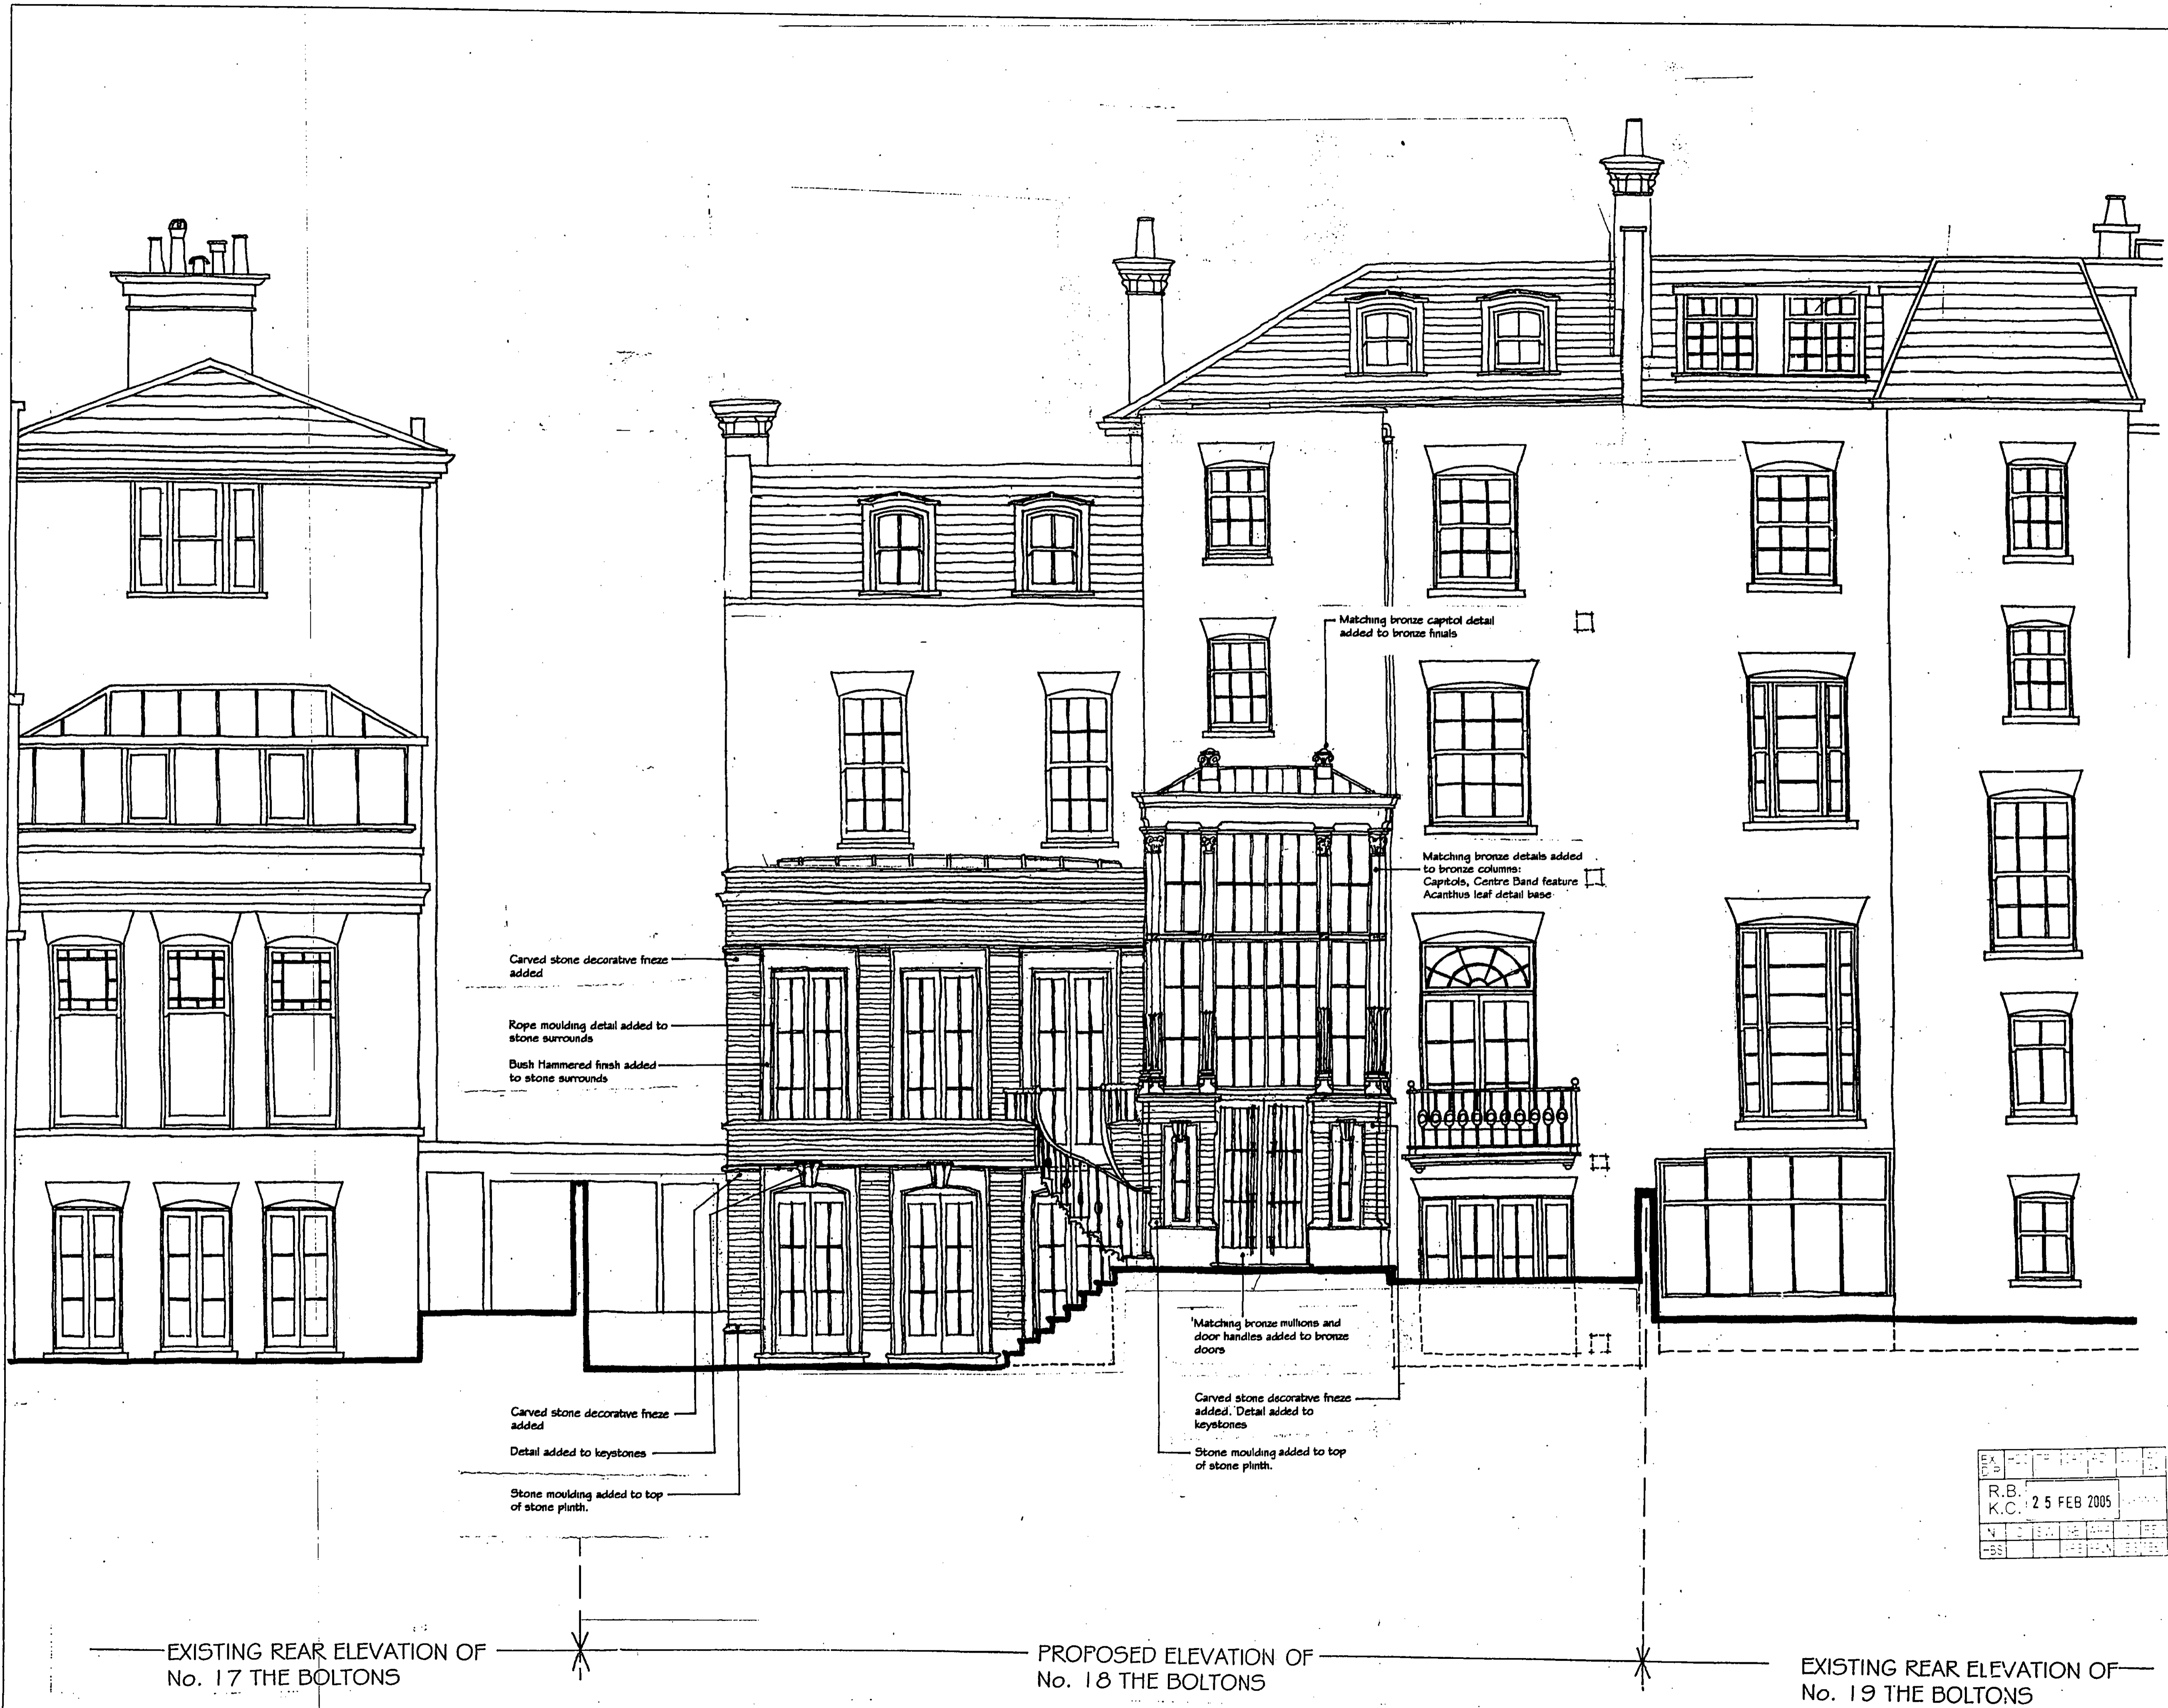 Matching bronze capitol detail
added to bronze finials
Matching bronze details added
to bronze columns:
Capitols, Centre Band feature
Acanthus leaf detail base
Carved stone decorative frieze
added
Rope moulding detail added to
stone surrounds
Bush Hammered finish added
to stone surrounds
Matching bronze mullions and
door handles added to bronze
doors
Carved stone decorative frieze
added. Detail added to
keystones
Stone moulding added to top
of stone plinth.
Carved stone decorative frieze
added
Detail added to keystones
Stone moulding added to top
of stone plinth.
R.B.
K.C.
25 FEB 2005
EXISTING REAR ELEVATION OF
No. 17 THE BOLTONS
PROPOSED ELEVATION OF
No. 18 THE BOLTONS
EXISTING REAR ELEVATION OF
No. 19 THE BOLTONS